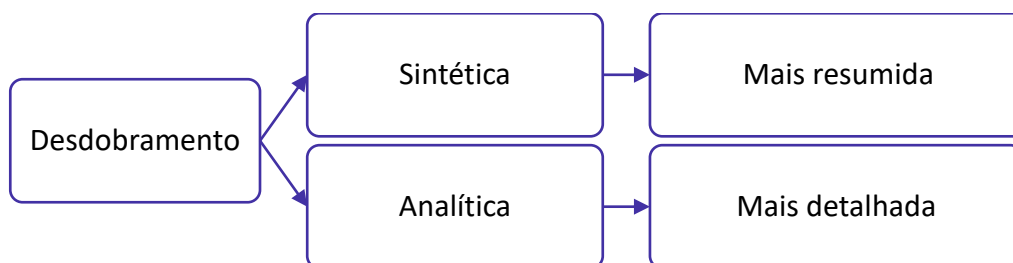 Desdobramento
Sintética
Mais resumida
Analítica
Mais detalhada